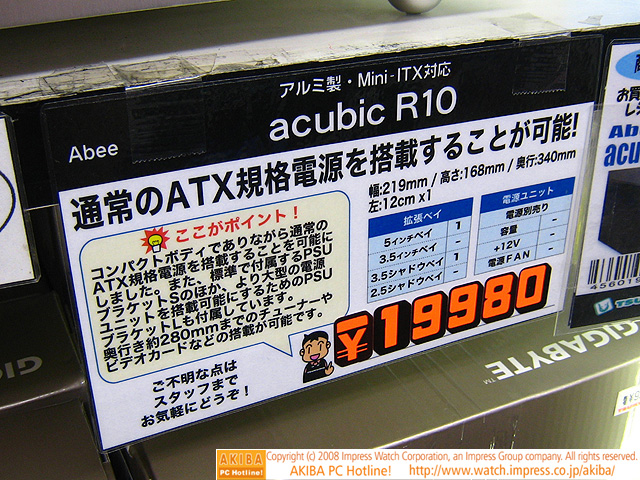 アルミ製・Mini-ITX対応
Abee
acubic R10
通常のATX規格電源を搭載することが可能!
幅:219mm / 高さ:168mm / 奥行:340mm
左:12cm x1
ここがポイント!
コンパクトボディでありながら通常の
ATX規格電源を搭載することを可能に
しました。また、標準で付属するPSU
ブラケットSのほか、より大型の電源
ユニットを搭載可能にするためのPSU
ブラケットLも付属しています。
奥行き約280mmまでのチューナーや
ビデオカードなどの搭載が可能です。
拡張ベイ
5インチベイ 1
3.5インチベイ -
3.5シャドウベイ 1
2.5シャドウベイ -
電源ユニット
電源別売り
容量 -
+12V -
電源FAN -
¥19980
ご不明な点は
スタッフまで
お気軽にどうぞ!
お買
Ab
acu
GIGABYTE™
GIG
AKIBA
PC Hotline!
Copyright (c) 2008 Impress Watch Corporation, an Impress Group company. All rights reserved.
AKIBA PC Hotline! http://www.watch.impress.co.jp/akiba/